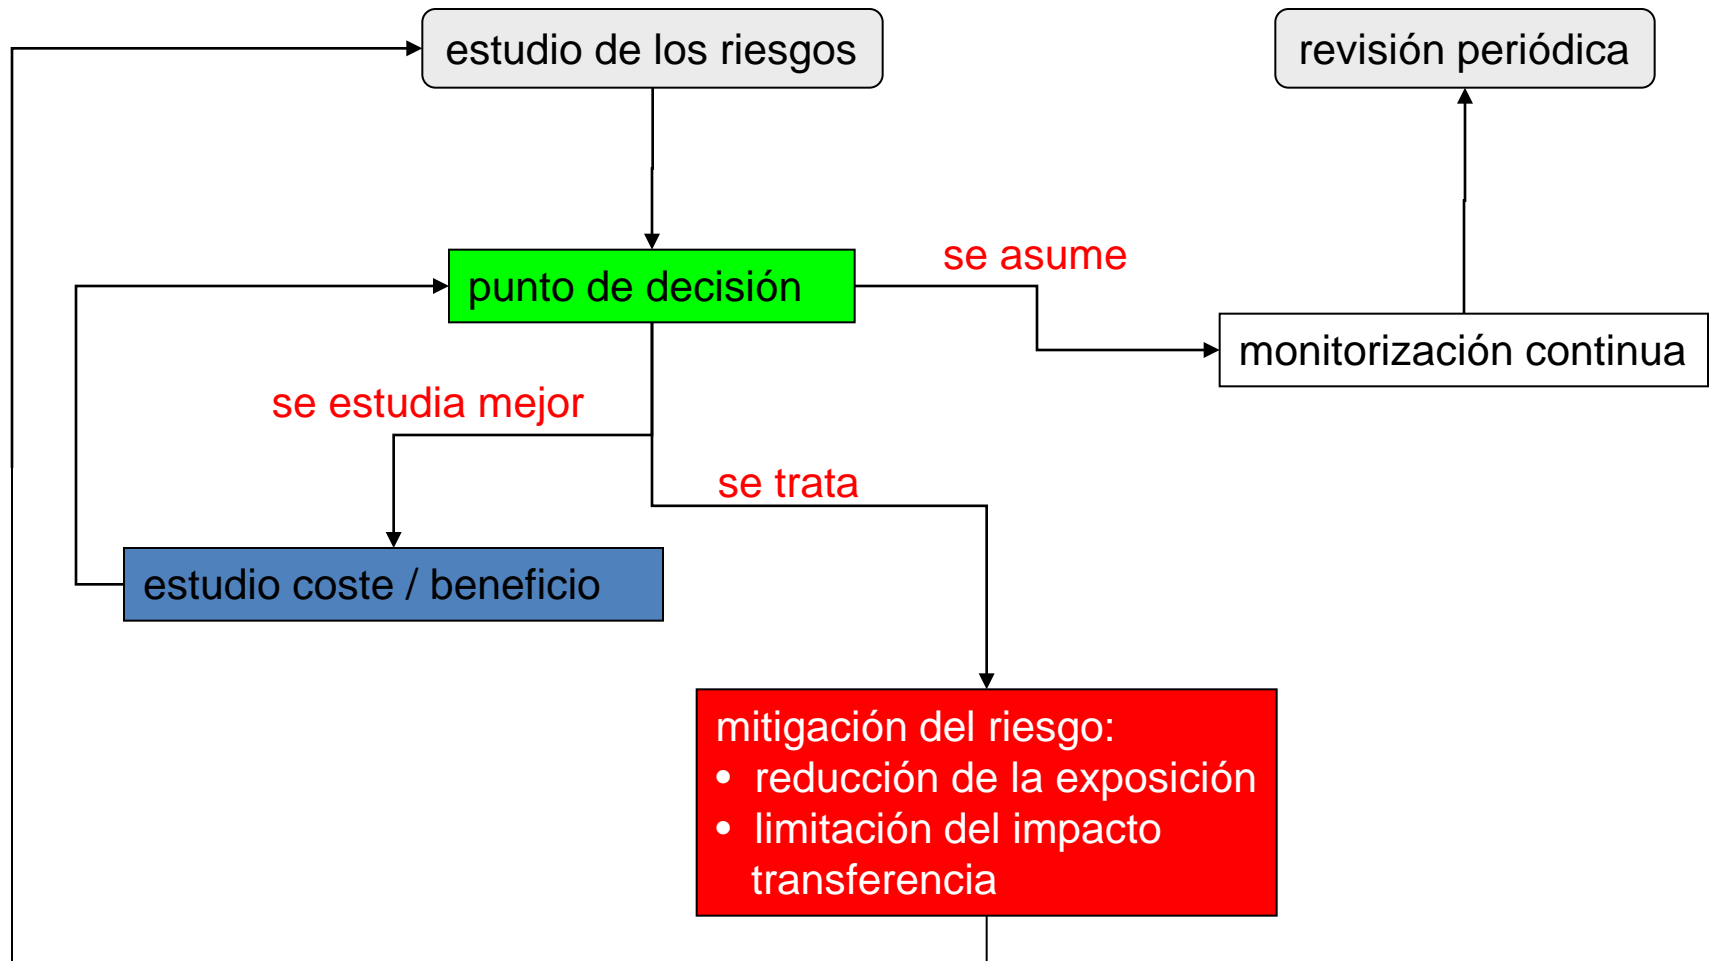 estudio de los riesgos
revisión periódica
punto de decisión
se asume
monitorización continua
se estudia mejor
se trata
estudio coste / beneficio
mitigación del riesgo:
• reducción de la exposición
• limitación del impacto
transferencia